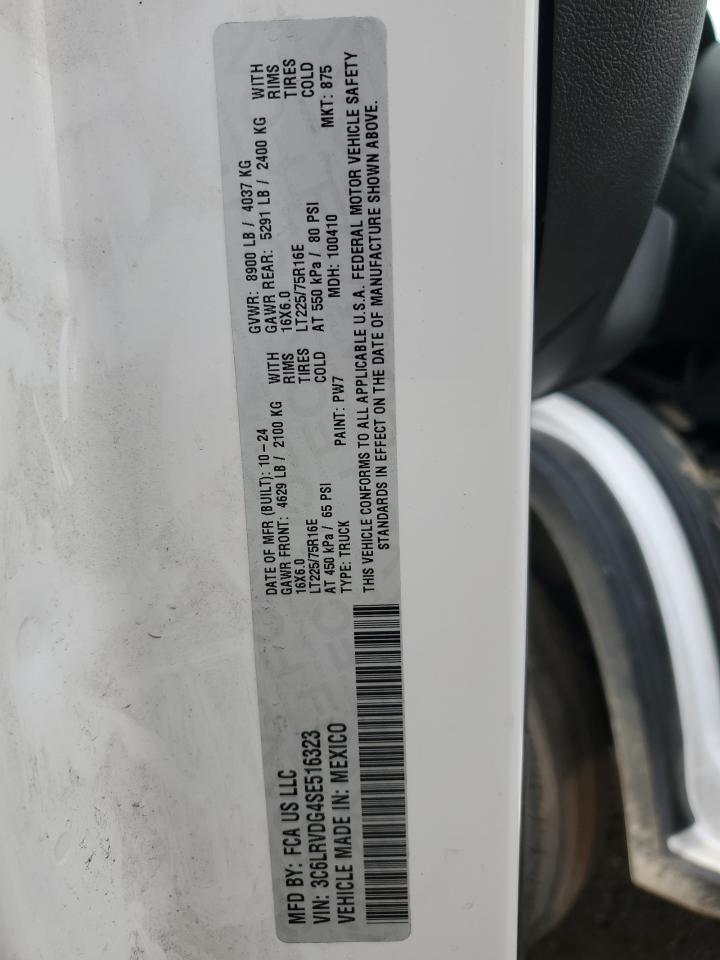 MFD BY: FCA US LLC
VIN: 3C6LRVDG4SE516323
VEHICLE MADE IN: MEXICO
DATE OF MFR (BUILT): 10-24
GAWR FRONT: 4629 LB / 2100 KG WITH
16X6.0 RIMS
LT225/75R16E TIRES
AT 450 kPa / 65 PSI COLD
TYPE: TRUCK PAINT: PW7
GVWR: 8900 LB / 4037 KG
GAWR REAR: 5291 LB / 2400 KG WITH
16X6.0 RIMS
LT225/75R16E TIRES
AT 550 kPa / 80 PSI COLD
MDH: 100410 MKT: 875
THIS VEHICLE CONFORMS TO ALL APPLICABLE U.S.A. FEDERAL MOTOR VEHICLE SAFETY
STANDARDS IN EFFECT ON THE DATE OF MANUFACTURE SHOWN ABOVE.